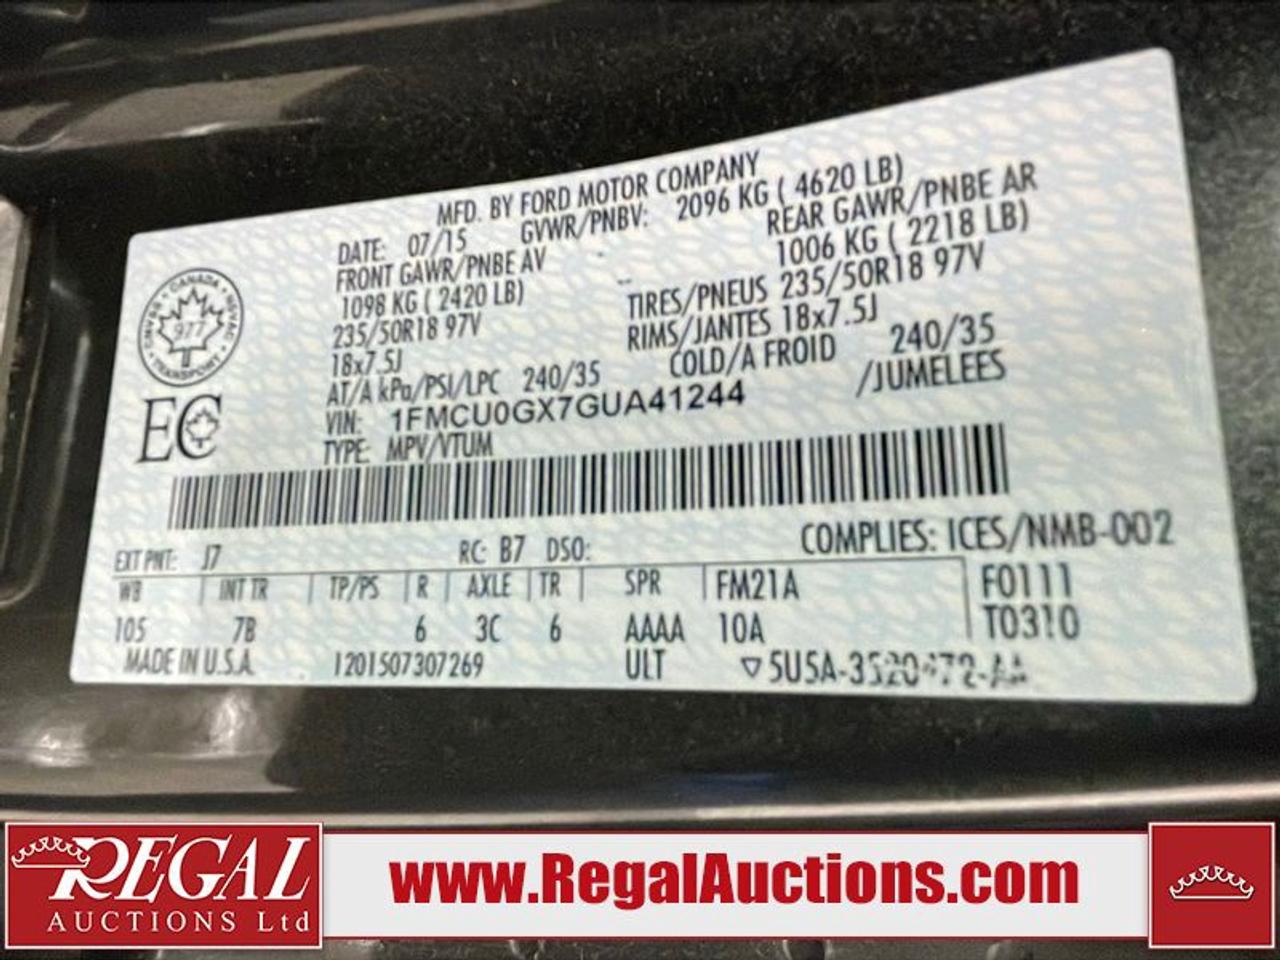 MFD. BY FORD MOTOR COMPANY
DATE: 07/15 GVWR/PNBV: 2096 KG ( 4620 LB)
FRONT GAWR/PNBE AV REAR GAWR/PNBE AR
1098 KG ( 2420 LB) 1006 KG ( 2218 LB)
235/50R18 97V TIRES/PNEUS 235/50R18 97V
18x7.5J RIMS/JANTES 18x7.5J
AT/A kPa/PSI/LPC 240/35 COLD/A FROID 240/35
VIN: 1FMCU0GX7GUA41244 /JUMELEES
TYPE: MPV/VTUM
CANADA
977
TRANSPORT
EC
EXT PNT: J7 RC: B7 DSO: COMPLIES: ICES/NMB-002
WB INT TR TP/PS R AXLE TR SPR FM21A F0111
105 7B 6 3C 6 AAAA 10A T0310
MADE IN U.S.A. 1201507307269 ULT
REGAL
AUCTIONS Ltd
www.RegalAuctions.com